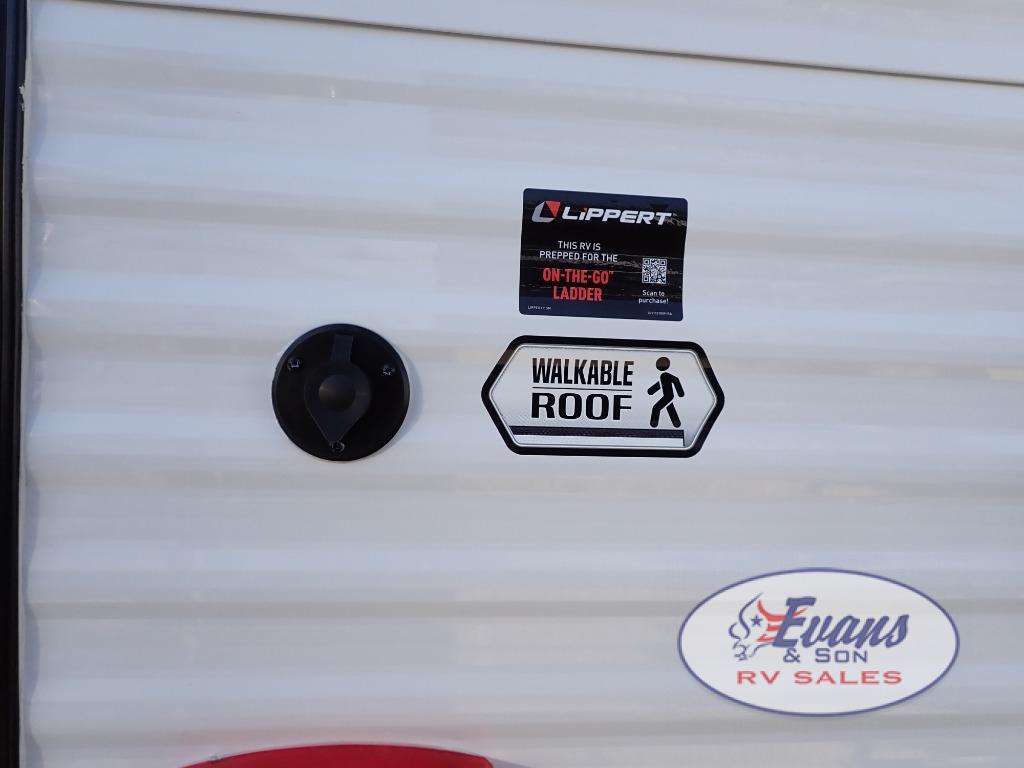 LIPPERT
THIS RV IS
PREPPED FOR THE
ON-THE-GO™
LADDER
Scan to
purchase!
WALKABLE
ROOF
Evans
& SON
RV SALES